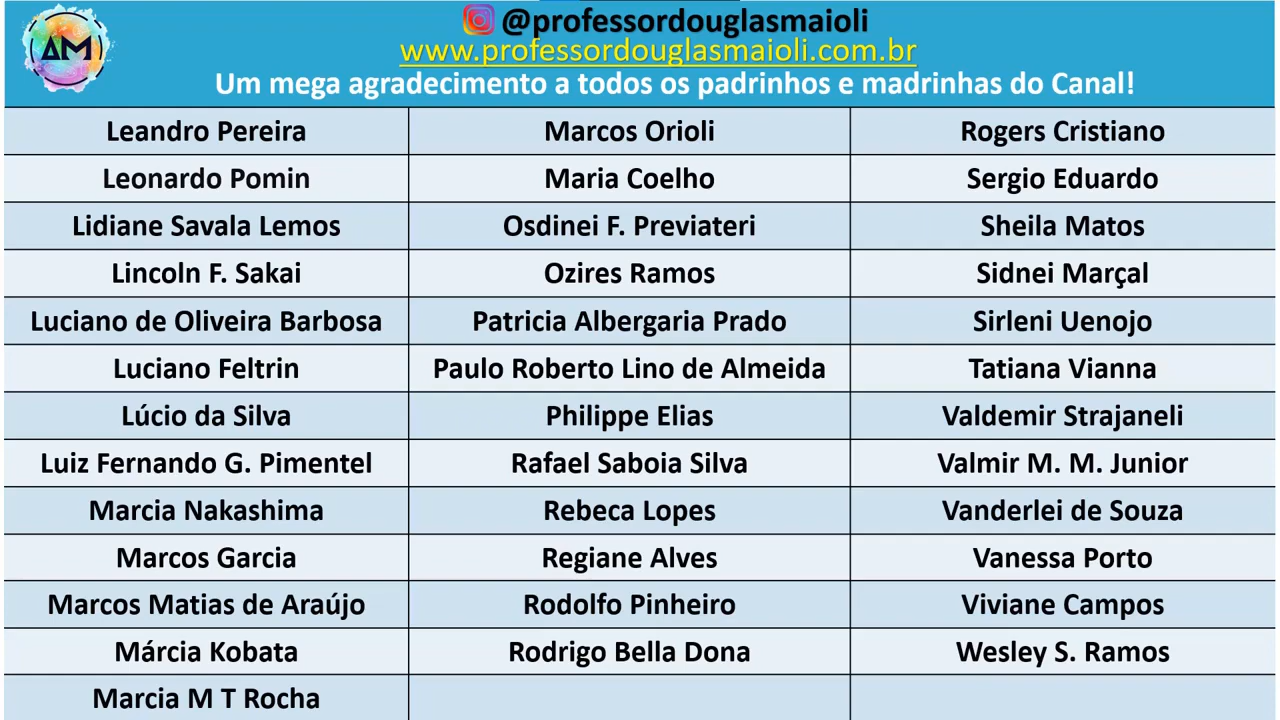 AM
@professordouglasmaioli
www.professordouglasmaioli.com.br
Um mega agradecimento a todos os padrinhos e madrinhas do Canal!
Leandro Pereira Marcos Orioli Rogers Cristiano
Leonardo Pomin Maria Coelho Sergio Eduardo
Lidiane Savala Lemos Osdinei F. Previateri Sheila Matos
Lincoln F. Sakai Ozires Ramos Sidnei Marçal
Luciano de Oliveira Barbosa Patricia Albergaria Prado Sirleni Uenojo
Luciano Feltrin Paulo Roberto Lino de Almeida Tatiana Vianna
Lúcio da Silva Philippe Elias Valdemir Strajaneli
Luiz Fernando G. Pimentel Rafael Saboia Silva Valmir M. M. Junior
Marcia Nakashima Rebeca Lopes Vanderlei de Souza
Marcos Garcia Regiane Alves Vanessa Porto
Marcos Matias de Araújo Rodolfo Pinheiro Viviane Campos
Márcia Kobata Rodrigo Bella Dona Wesley S. Ramos
Marcia M T Rocha